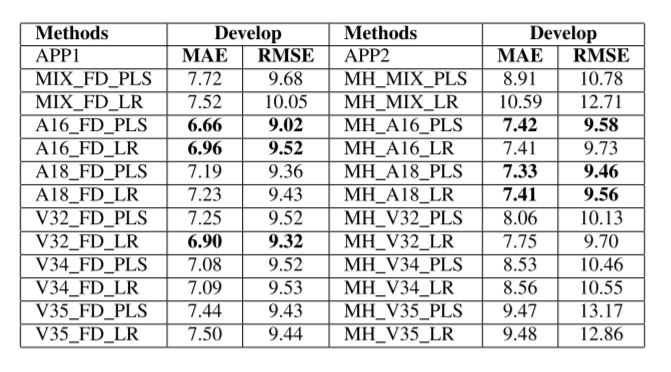 Methods Develop Methods Develop
APP1 MAE RMSE APP2 MAE RMSE
MIX_FD_PLS 7.72 9.68 MH_MIX_PLS 8.91 10.78
MIX_FD_LR 7.52 10.05 MH_MIX_LR 10.59 12.71
A16_FD_PLS 6.66 9.02 MH_A16_PLS 7.42 9.58
A16_FD_LR 6.96 9.52 MH_A16_LR 7.41 9.73
A18_FD_PLS 7.19 9.36 MH_A18_PLS 7.33 9.46
A18_FD_LR 7.23 9.43 MH_A18_LR 7.41 9.56
V32_FD_PLS 7.25 9.52 MH_V32_PLS 8.06 10.13
V32_FD_LR 6.90 9.32 MH_V32_LR 7.75 9.70
V34_FD_PLS 7.08 9.52 MH_V34_PLS 8.53 10.46
V34_FD_LR 7.09 9.53 MH_V34_LR 8.56 10.55
V35_FD_PLS 7.44 9.43 MH_V35_PLS 9.47 13.17
V35_FD_LR 7.50 9.44 MH_V35_LR 9.48 12.86